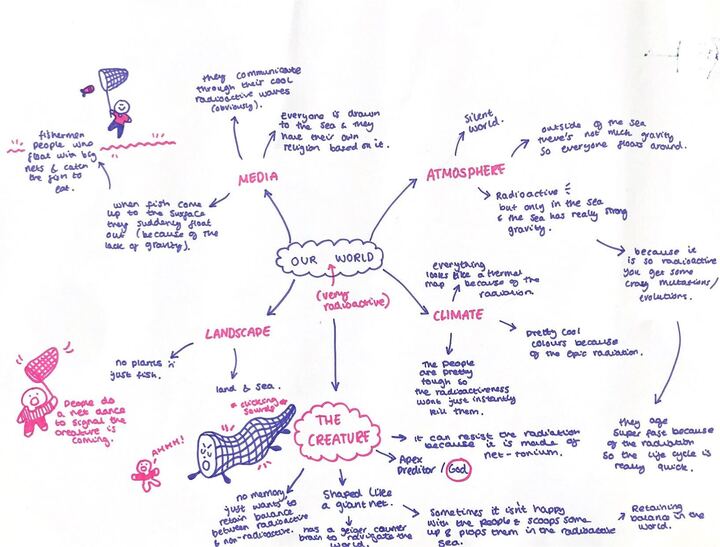 they communicate
through their cool
radioactive waves
(obviously).
everyone is drawn
to the sea & they
have their own
religion based on it.
MEDIA
fishermen
people who
float with big
nets & catch
the fish to
eat.
when fish come
up to the surface
they suddenly float
out (because of the
lack of gravity).
Silent
world.
outside of the sea
there's not much gravity
so everyone floats around.
ATMOSPHERE
Radioactive
but only in the sea
& the sea has really strong
gravity.
because it
is so radioactive
you get some
crazy mutations/
evolutions.
they age
super fast because
of the radiation
so the life cycle is
really quick.
OUR WORLD
(very
radioactive)
everything
looks like a thermal
map because of the
radiation
CLIMATE
pretty cool
colours because
of the epic radiation.
The people
are pretty
tough so
the radioactiveness
wont just instantly
kill them.
LANDSCAPE
no plants
just fish.
land & sea.
People do
a net dance
to signal the
creature is
coming.
AHHH!
* clicking
sounds *
THE
CREATURE
it can resist the radiation
because it is made of
net-tonium.
Apex
Preditor / God
no memory
just wants to
retain balance
between radioactive
& non-radioactive.
Shaped like
a giant net.
has a geiger counter
brain to navigate the
world.
Sometimes it isn't happy
with the people & scoops some
up & plops them in the radioactive
sea.
Retaining
balance in the
world.